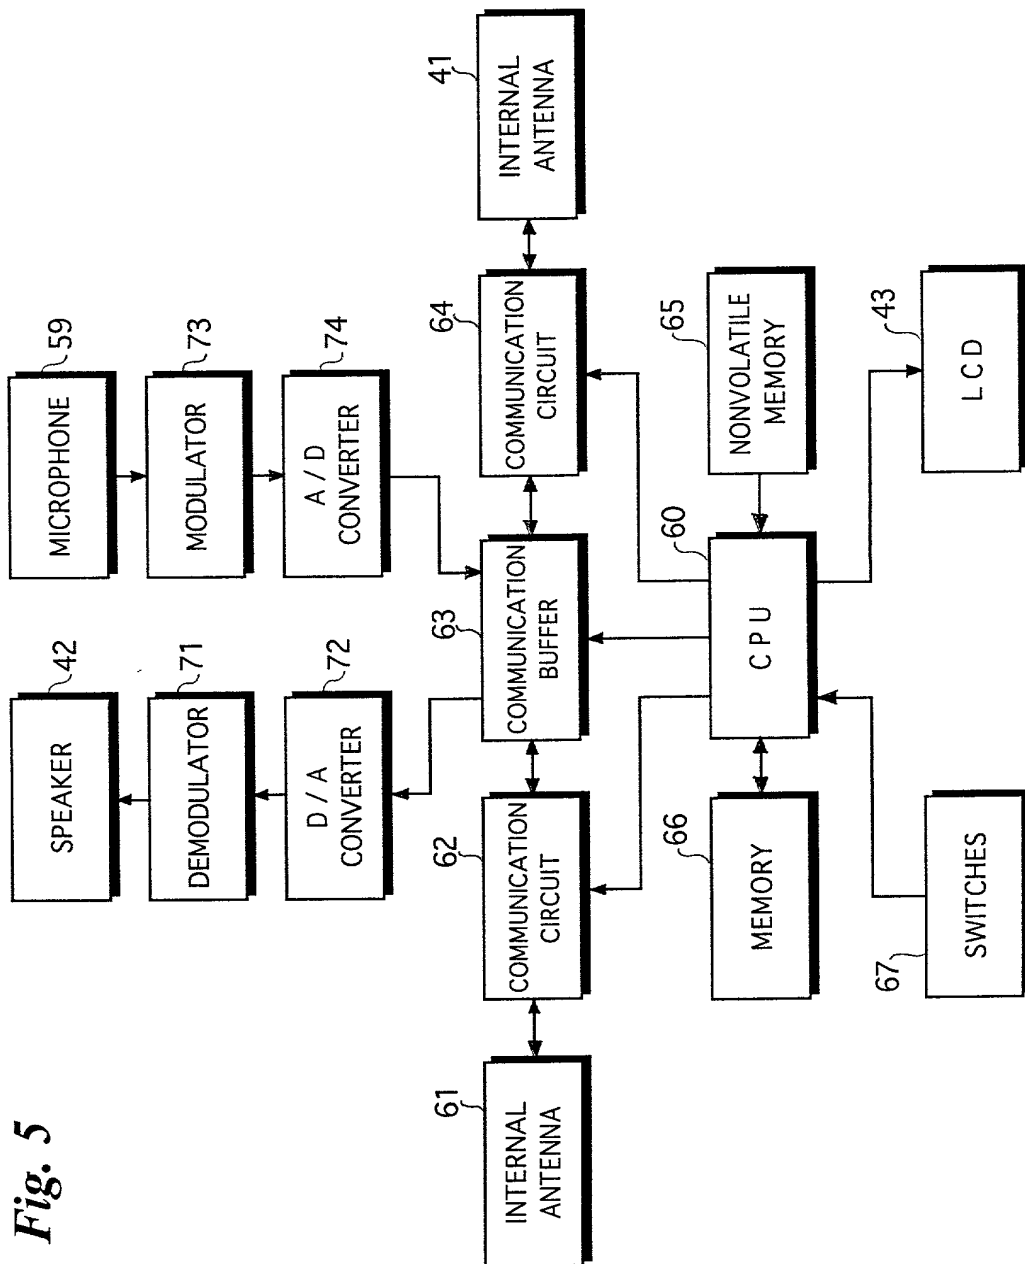 Fig. 5
SPEAKER
42
DEMODULATOR
71
D / A
CONVERTER
72
MICROPHONE
59
MODULATOR
73
A / D
CONVERTER
74
INTERNAL
ANTENNA
61
COMMUNICATION
CIRCUIT
62
COMMUNICATION
BUFFER
63
COMMUNICATION
CIRCUIT
64
INTERNAL
ANTENNA
41
MEMORY
66
CPU
60
NONVOLATILE
MEMORY
65
SWITCHES
67
LCD
43